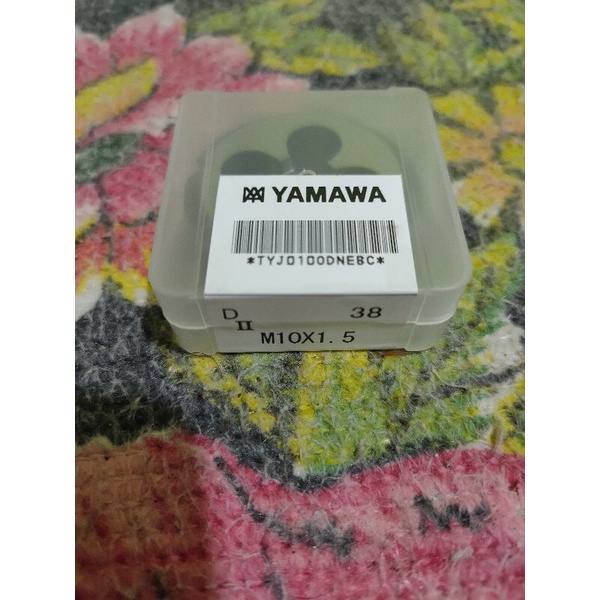 YAMAWA
*TYJ0100DNEBC*
D 38
II
M10X1.5